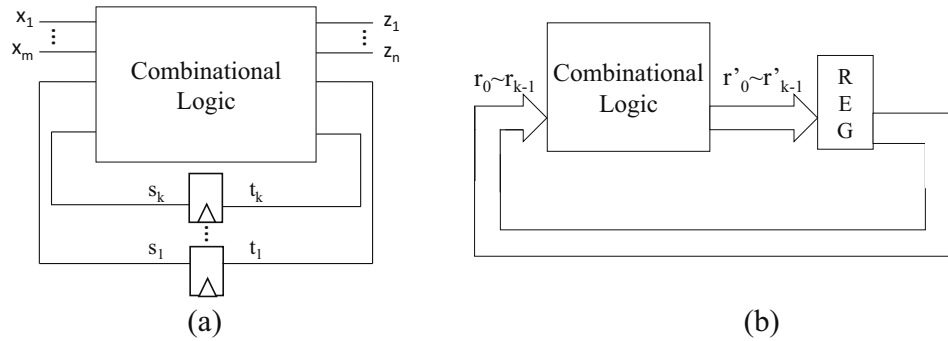 x₁
xₘ
Combinational
Logic
z₁
zₙ
sₖ
tₖ
s₁
t₁
(a)
r₀~rₖ₋₁
Combinational
Logic
r'₀~r'ₖ₋₁
R
E
G
(b)